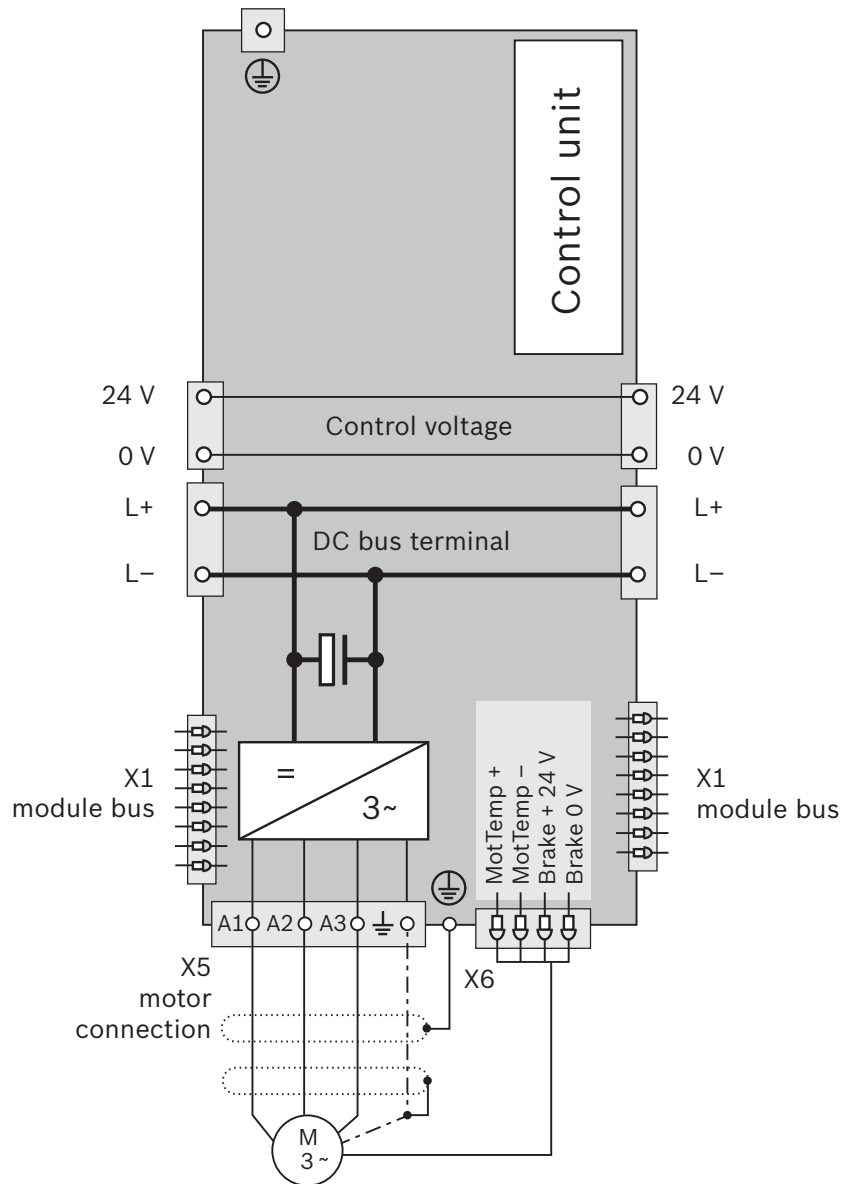 Control unit
24 V
24 V
Control voltage
0 V
0 V
L+
L+
DC bus terminal
L−
L−
MotTemp +
MotTemp −
Brake + 24 V
Brake 0 V
=
3~
X1
module bus
X1
module bus
A1
A2
A3
X5
motor
connection
X6
M
3~